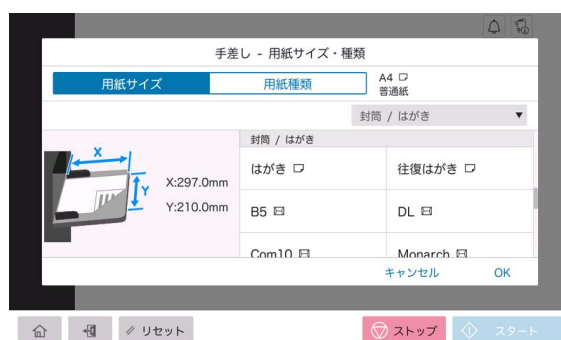 手差し - 用紙サイズ・種類
用紙サイズ
用紙種類
A4
普通紙
封筒 / はがき
封筒 / はがき
X
Y
X:297.0mm
Y:210.0mm
はがき
往復はがき
B5
DL
Com10
Monarch
キャンセル
OK
リセット
ストップ
スタート